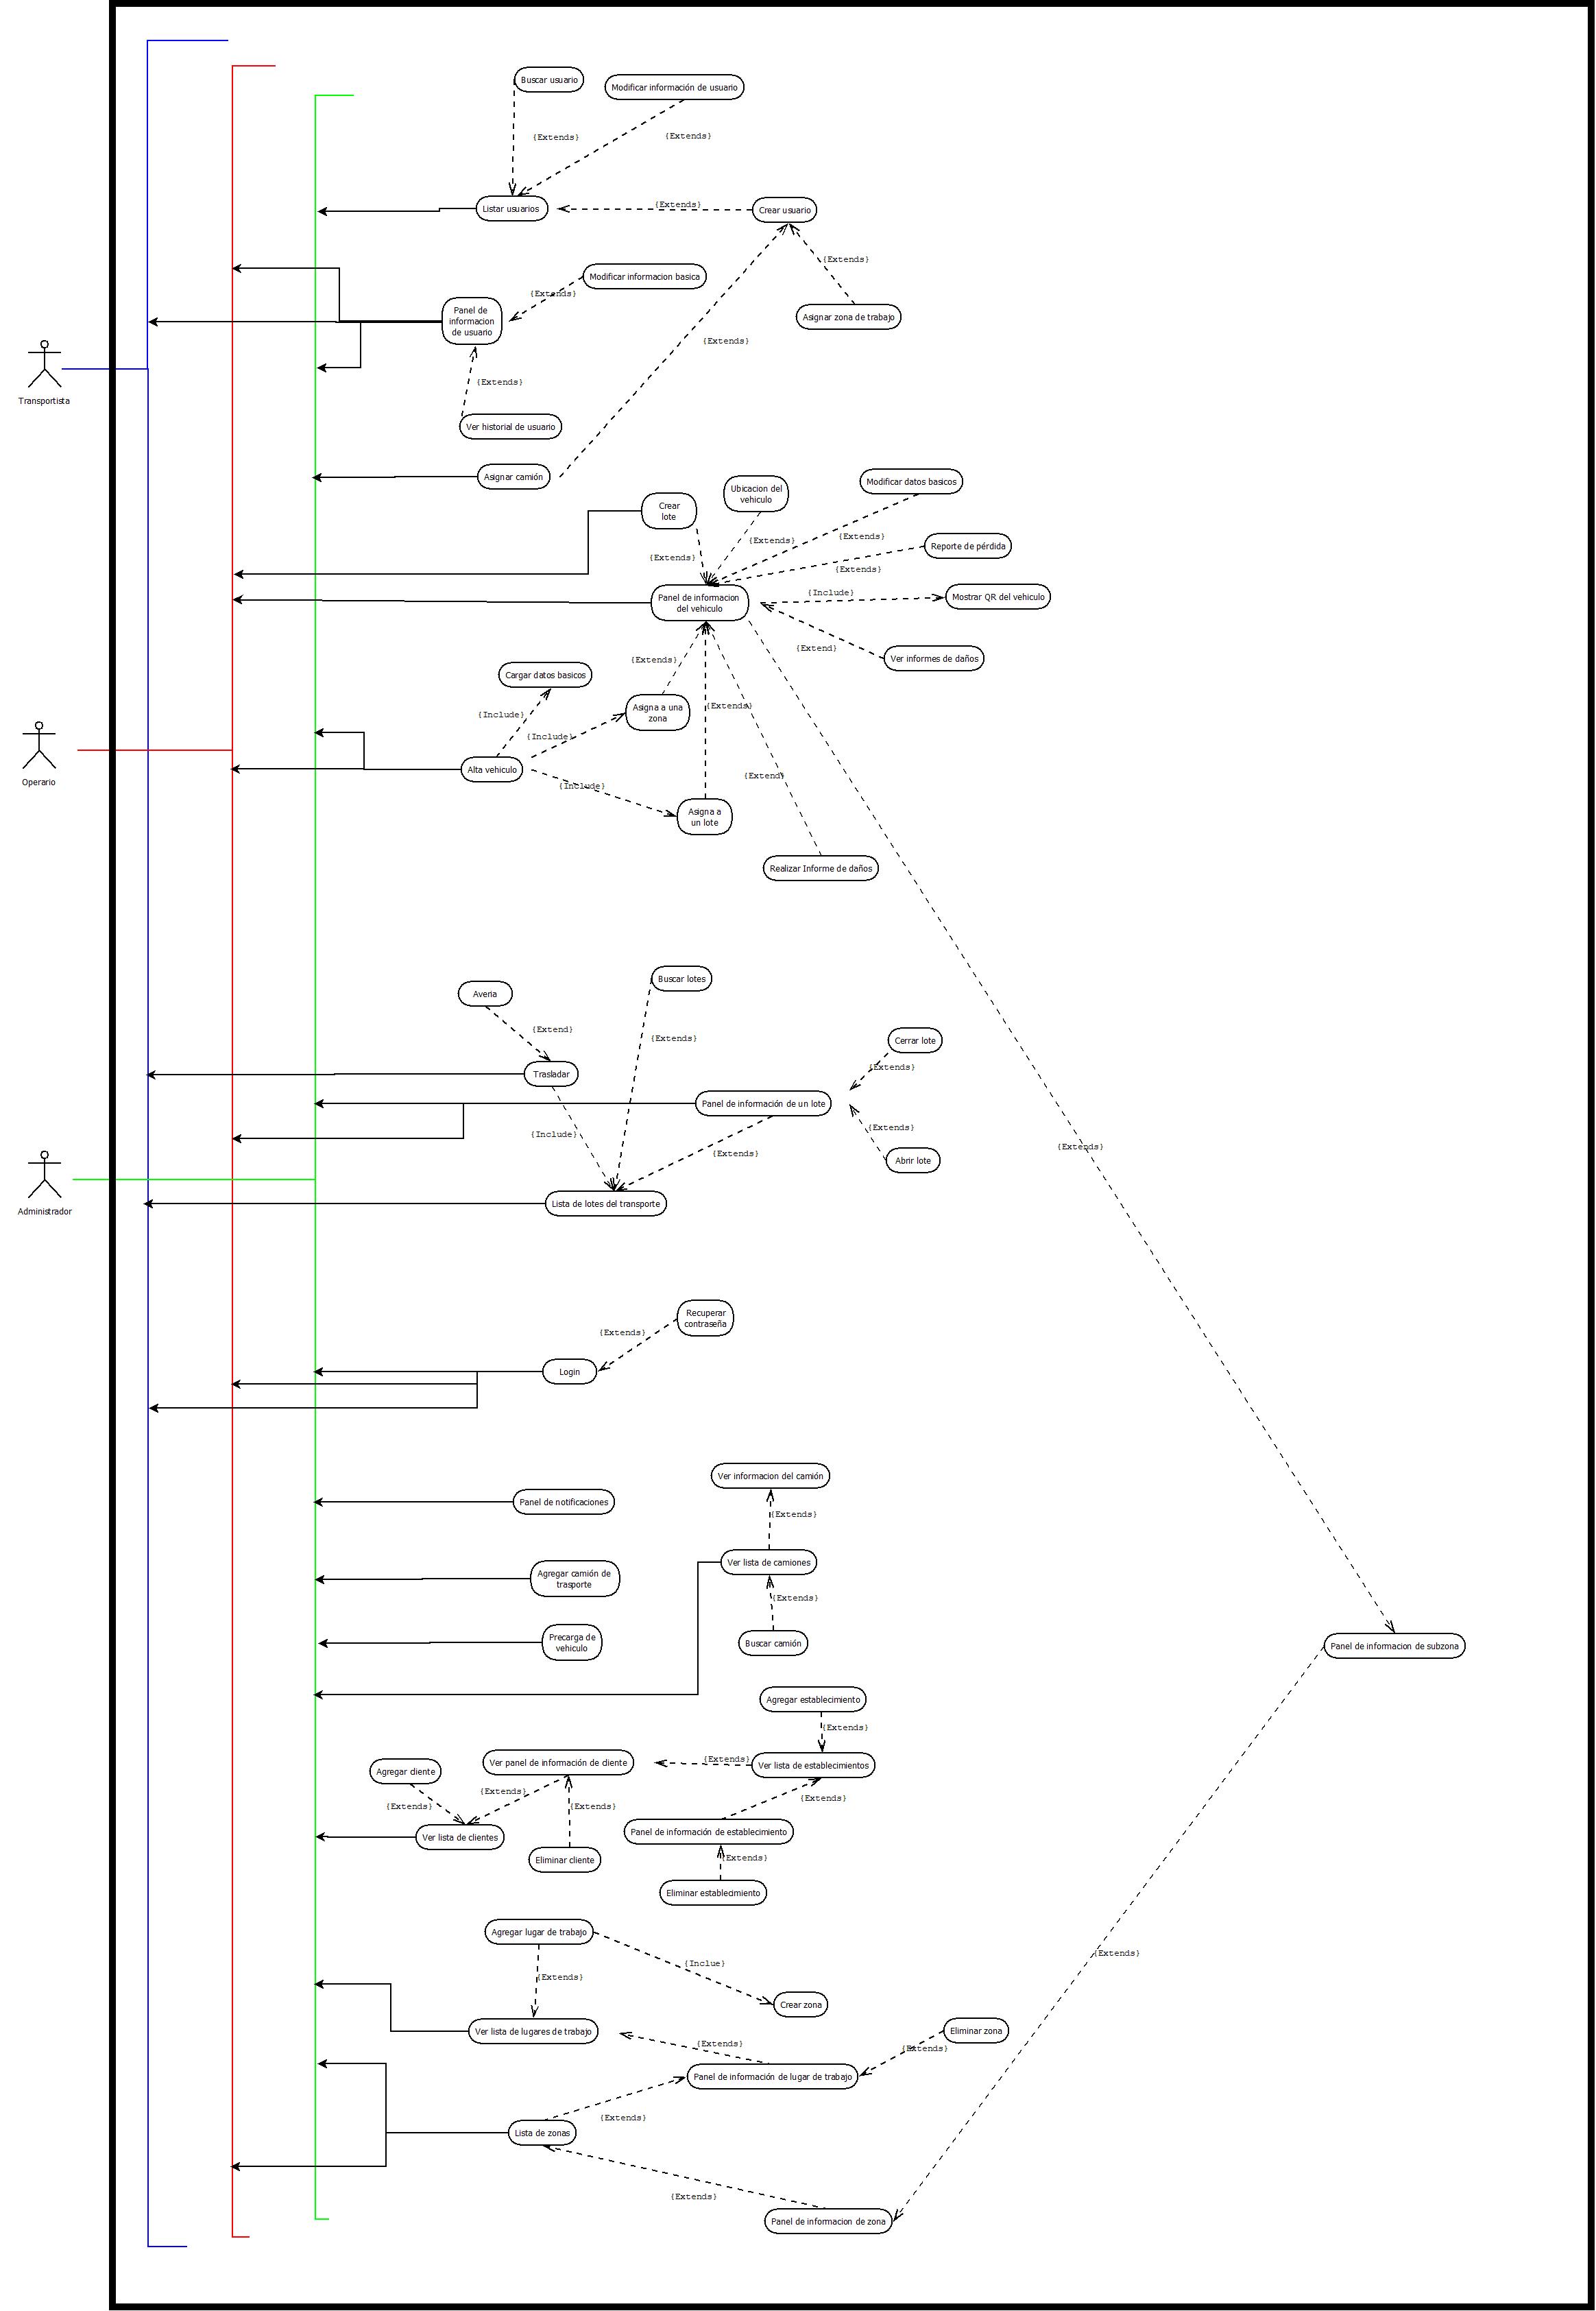 Buscar usuario
Modificar información de usuario
{Extends}
{Extends}
Listar usuarios
{Extends}
Crear usuario
{Extends}
Modificar informacion basica
{Extends}
Panel de
informacion
de usuario
Asignar zona de trabajo
{Extends}
Transportista
{Extends}
Ver historial de usuario
Asignar camión
Modificar datos basicos
Ubicacion del
vehiculo
Crear
lote
{Extends}
{Extends}
Reporte de pérdida
{Extends}
{Extends}
{Include}
Mostrar QR del vehiculo
Panel de informacion
del vehiculo
{Extend}
Ver informes de daños
{Extends}
Cargar datos basicos
Asigna a una
zona
{Extends}
{Include}
{Include}
Operario
Alta vehiculo
{Extend}
{Include}
Asigna a
un lote
Realizar Informe de daños
Buscar lotes
Averia
{Extend}
{Extends}
Cerrar lote
{Extends}
Trasladar
Panel de información de un lote
{Extends}
{Include}
{Extends}
{Extends}
Abrir lote
Administrador
Lista de lotes del transporte
Recuperar
contraseña
{Extends}
Login
Ver informacion del camión
Panel de notificaciones
{Extends}
Ver lista de camiones
Agregar camión de
trasporte
{Extends}
Precarga de
vehiculo
Buscar camión
Panel de informacion de subzona
Agregar establecimiento
{Extends}
Ver panel de información de cliente
{Extends}
Ver lista de establecimientos
Agregar cliente
{Extends}
{Extends}
{Extends}
{Extends}
Panel de información de establecimiento
Ver lista de clientes
{Extends}
Eliminar cliente
Eliminar establecimiento
Agregar lugar de trabajo
{Extends}
{Inclue}
{Extends}
Crear zona
Ver lista de lugares de trabajo
Eliminar zona
{Extends}
{Extends}
Panel de información de lugar de trabajo
{Extends}
Lista de zonas
{Extends}
Panel de informacion de zona